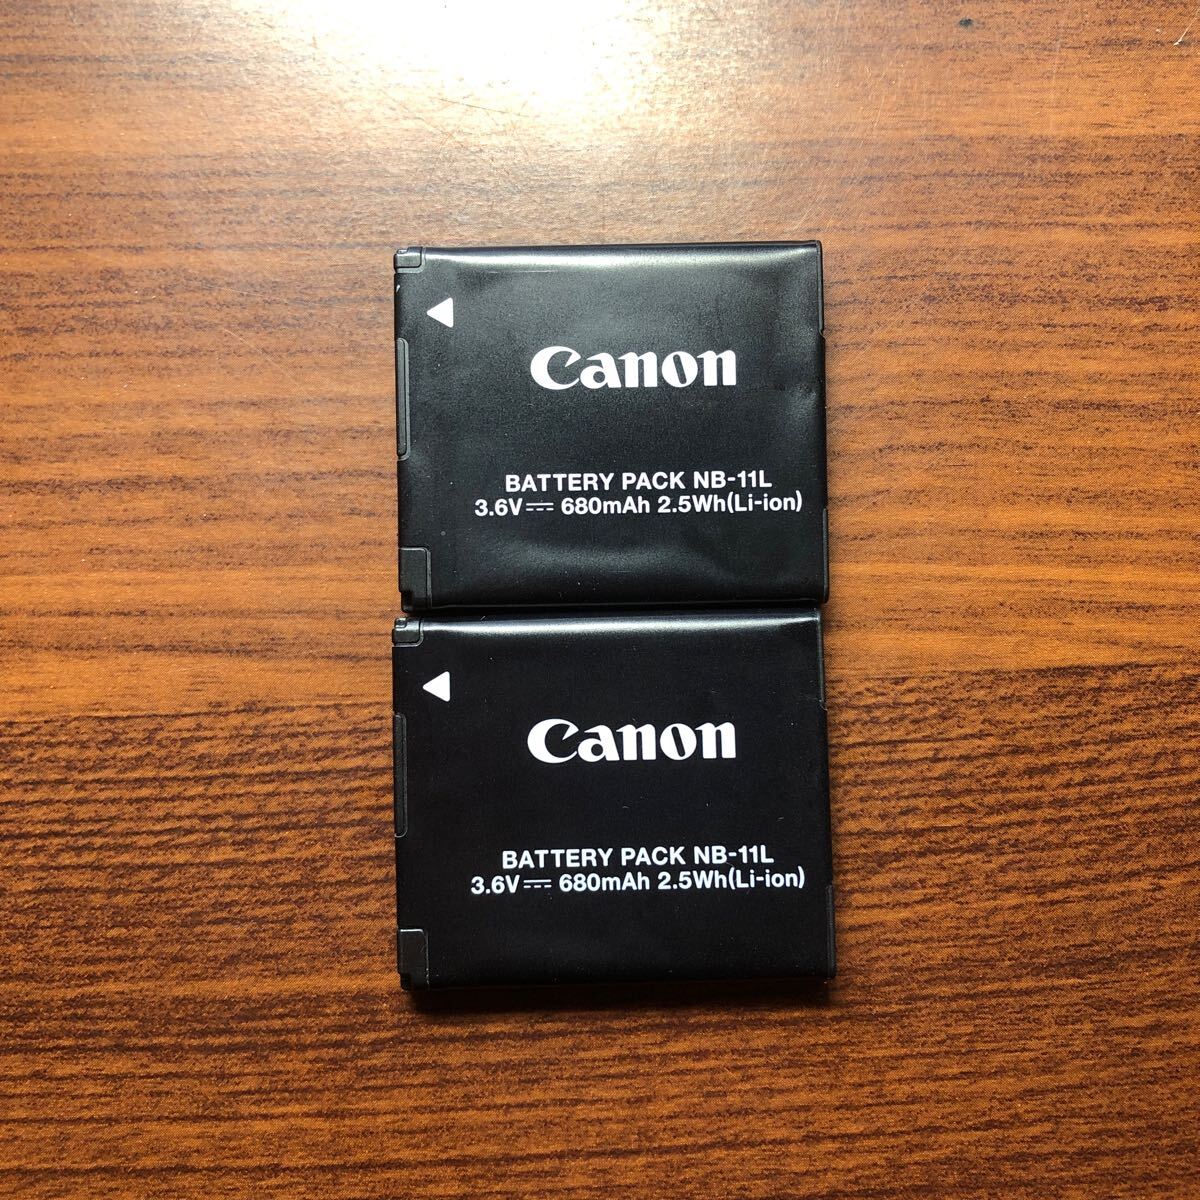 Canon
BATTERY PACK NB-11L
3.6V⎓ 680mAh 2.5Wh(Li-ion)
Canon
BATTERY PACK NB-11L
3.6V⎓ 680mAh 2.5Wh(Li-ion)